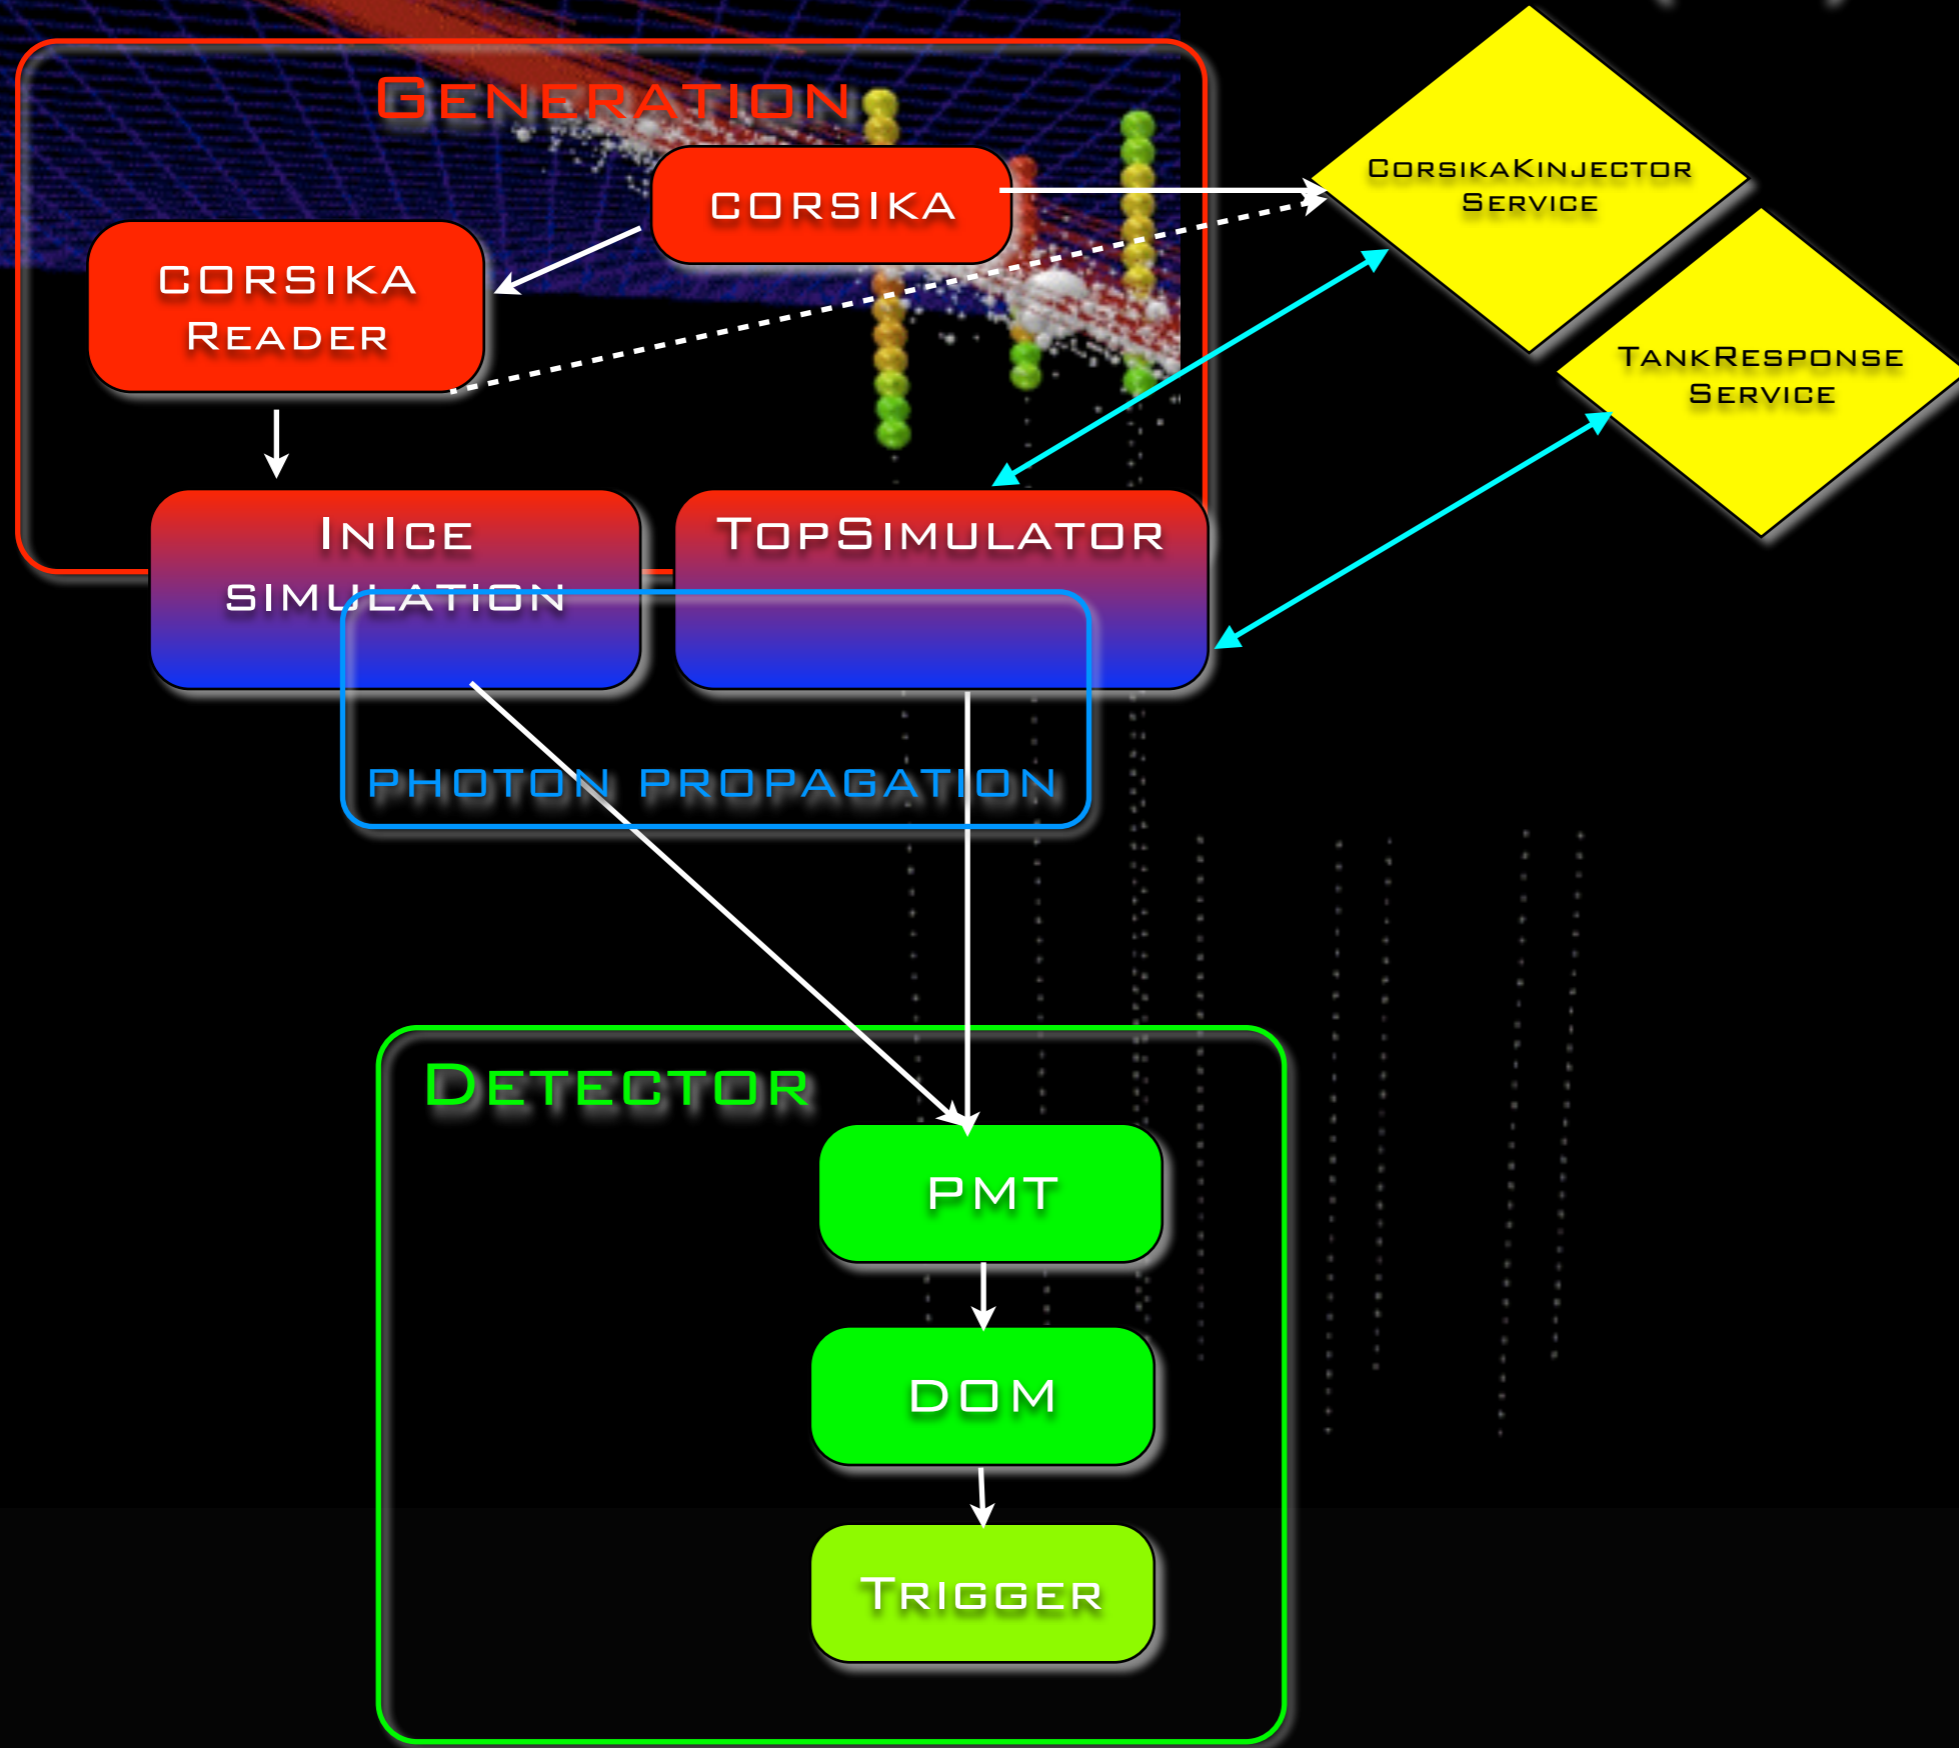 Generation
CORSIKA
CorsikaKinjector
Service
CORSIKA
Reader
TankResponse
Service
InIce
simulation
TopSimulator
photon propagation
Detector
PMT
DOM
Trigger